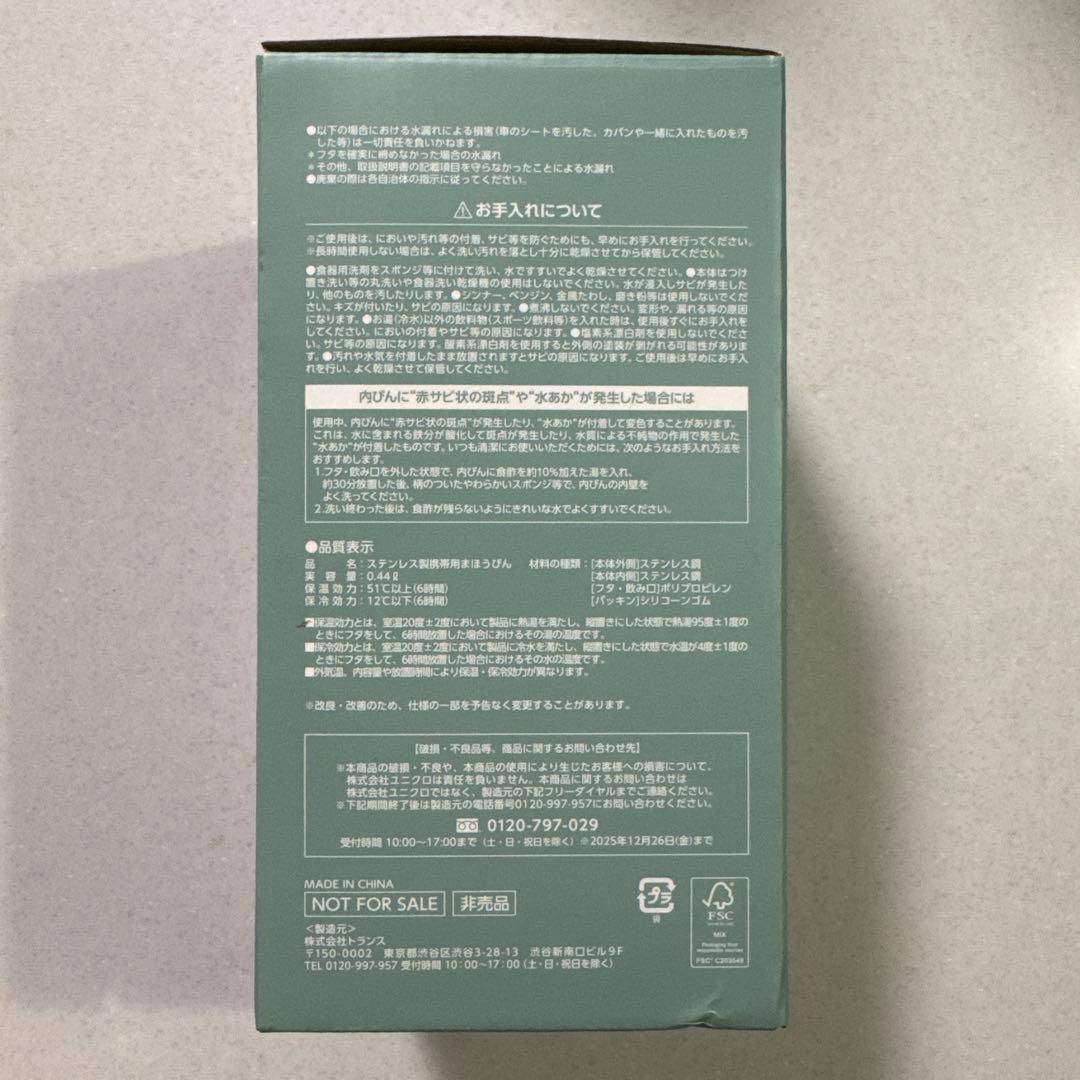 ●以下の場合における水漏れによる損害（車のシートを汚した。カバンや一緒に入れたものを汚
した等）は一切責任を負いかねます。
＊フタを確実に締めなかった場合の水漏れ
＊その他、取扱説明書の記載項目を守らなかったことによる水漏れ
●廃棄の際は各自治体の指示に従ってください。
⚠お手入れについて
※ご使用後は、においや汚れ等の付着、サビ等を防ぐためにも、早めにお手入れを行ってください。
※長時間使用しない場合は、よく洗い汚れを落とし十分に乾燥させてから保管してください。
●食器用洗剤をスポンジ等に付けて洗い、水ですすいでよく乾燥させてください。●本体はつけ
置き洗い等の丸洗いや食器洗い乾燥機の使用はしないでください。水が浸入しサビが発生した
り、他のものを汚したりします。●シンナー、ベンジン、金属たわし、磨き粉等は使用しないでくだ
さい。キズが付いたり、サビの原因になります。●煮沸しないでください。変形や、漏れる等の原因
になります。●お湯（冷水）以外の飲料物（スポーツ飲料等）を入れた時は、使用後すぐにお手入れを
してください。においの付着やサビ等の原因になります。●塩素系漂白剤を使用しないでくださ
い。サビ等の原因になります。酸素系漂白剤を使用すると外側の塗装が剥がれる可能性がありま
す。●汚れや水気を付着したまま放置されますとサビの原因になります。ご使用後は早めにお手入
れを行い、よく乾燥させて保管してください。
内びんに“赤サビ状の斑点”や“水あか”が発生した場合には
使用中、内びんに“赤サビ状の斑点”が発生したり、“水あか”が付着して変色することがあります。
これは、水に含まれる鉄分が酸化して斑点が発生したり、水質による不純物の作用で発生した
“水あか”が付着したものです。いつも清潔にお使いいただくためには、次のようなお手入れ方法を
おすすめします。
1.フタ・飲み口を外した状態で、内びんに食酢を約10％加えた湯を入れ、
約30分放置した後、柄のついたやわらかいスポンジ等で、内びんの内壁を
よく洗ってください。
2.洗い終わった後は、食酢が残らないようにきれいな水でよくすすいでください。
●品質表示
品　　　名：ステンレス製携帯用まほうびん　材料の種類：[本体外側]ステンレス鋼
実　容　量：0.44ℓ　[本体内側]ステンレス鋼
保温効力：51℃以上（6時間）　[フタ・飲み口]ポリプロピレン
保冷効力：12℃以下（6時間）　[パッキン]シリコーンゴム
■保温効力とは、室温20度±2度において製品に熱湯を満たし、縦置きにした状態で熱湯95度±1度の
ときにフタをして、6時間放置した場合におけるその湯の温度です。
■保冷効力とは、室温20度±2度において製品に冷水を満たし、縦置きにした状態で水温が4度±1度の
ときにフタをして、6時間放置した場合におけるその水の温度です。
■外気温。内容量や放置時間により保温・保冷効力が異なります。
※改良・改善のため、仕様の一部を予告なく変更することがあります。
【破損・不良品等、商品に関するお問い合わせ先】
※本商品の破損・不良や、本商品の使用により生じたお客様への損害について、
株式会社ユニクロは責任を負いません。本商品に関するお問い合わせは
株式会社ユニクロではなく、製造元の下記フリーダイヤルまでご連絡ください。
※下記期間終了後は製造元の電話番号0120-997-957にお問い合わせください。
0120-797-029
受付時間 10:00～17:00まで（土・日・祝日を除く）※2025年12月26日(金)まで
MADE IN CHINA
NOT FOR SALE　非売品
＜製造元＞
株式会社トランス
〒150-0002　東京都渋谷区渋谷3-28-13　渋谷新南口ビル9F
TEL 0120-997-957 受付時間 10：00～17：00（土・日・祝日を除く）
プラ
袋
FSC
MIX
Packaging from
responsible sources
FSC® C203549